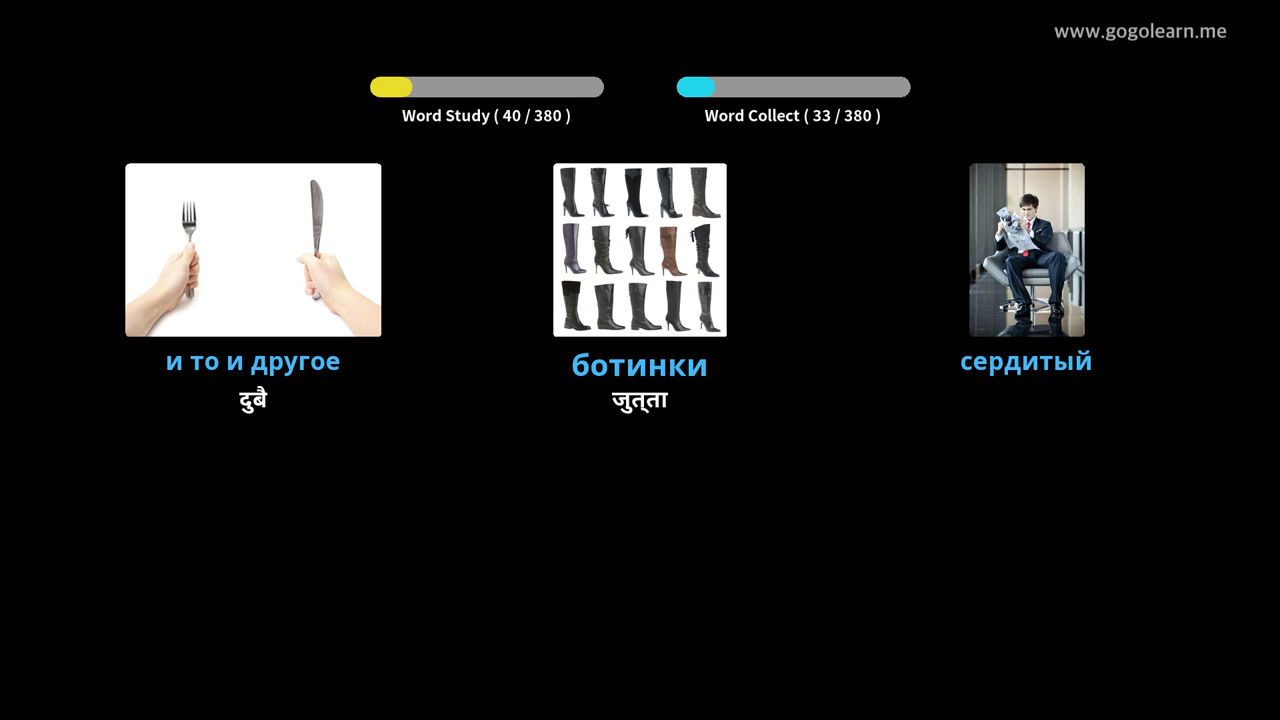 www.gogolearn.me
Word Study ( 40 / 380 )
Word Collect ( 33 / 380 )
и то и другое
ботинки
сердитый
दुबै
जुत्ता